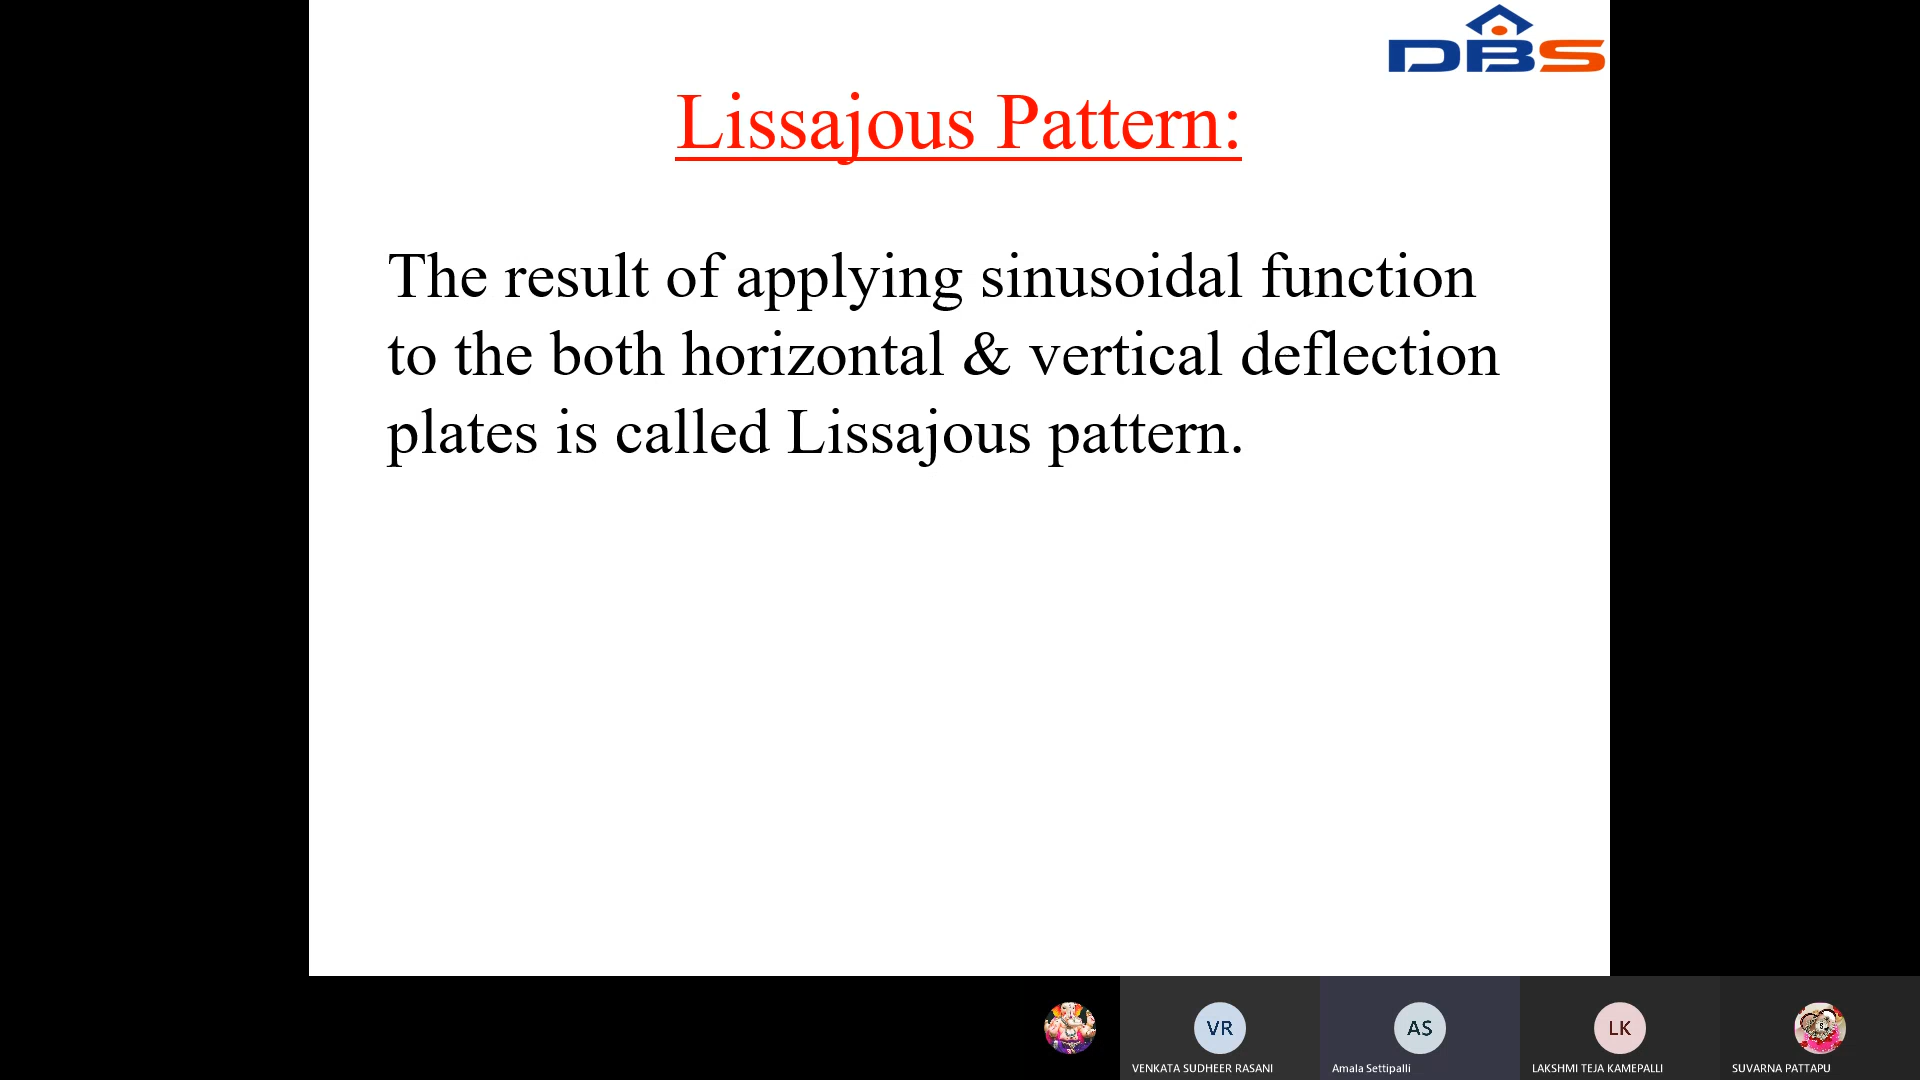 DBS
Lissajous Pattern:
The result of applying sinusoidal function
to the both horizontal & vertical deflection
plates is called Lissajous pattern.
VR
AS
LK
VENKATA SUDHEER RASANI
Amala Settipalli
LAKSHMI TEJA KAMEPALLI
SUVARNA PATTAPU